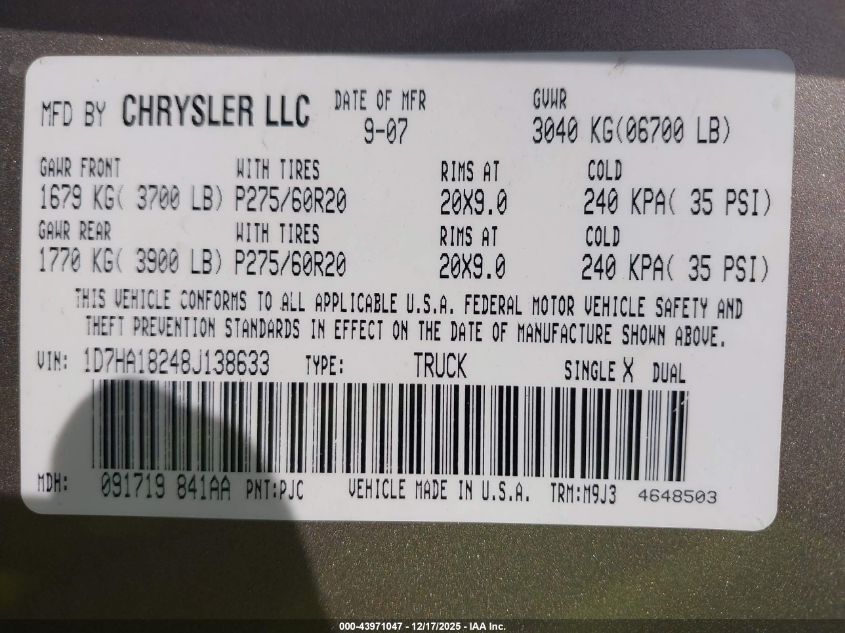 MFD BY CHRYSLER LLC DATE OF MFR GVWR
9-07 3040 KG(06700 LB)
GAWR FRONT WITH TIRES RIMS AT COLD
1679 KG( 3700 LB) P275/60R20 20X9.0 240 KPA( 35 PSI)
GAWR REAR WITH TIRES RIMS AT COLD
1770 KG( 3900 LB) P275/60R20 20X9.0 240 KPA( 35 PSI)
THIS VEHICLE CONFORMS TO ALL APPLICABLE U.S.A. FEDERAL MOTOR VEHICLE SAFETY AND
THEFT PREVENTION STANDARDS IN EFFECT ON THE DATE OF MANUFACTURE SHOWN ABOVE.
VIN: 1D7HA18248J138633 TYPE: TRUCK SINGLE X DUAL
MDH: 091719 841AA PNT:PJC VEHICLE MADE IN U.S.A. TRM:M9J3 4648503
000-43971047 - 12/17/2025 - IAA Inc.